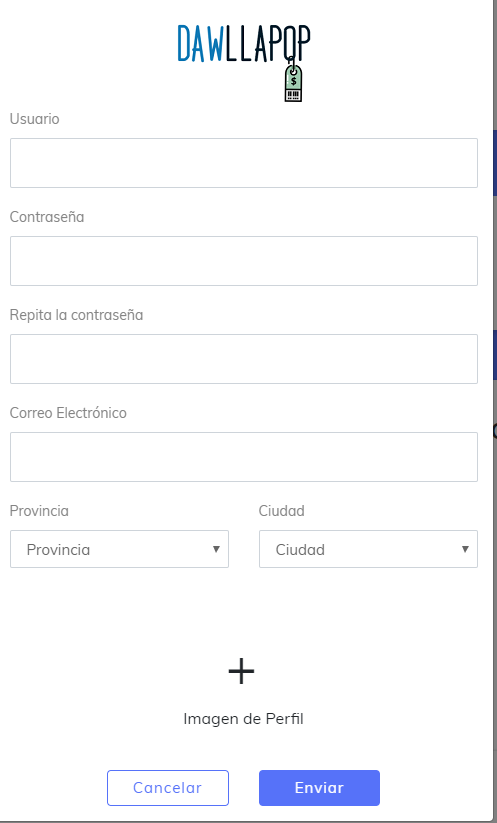 DAWLLAPOP
$
Usuario
Contraseña
Repita la contraseña
Correo Electrónico
Provincia Ciudad
Provincia ▼ Ciudad ▼
+
Imagen de Perfil
Cancelar Enviar